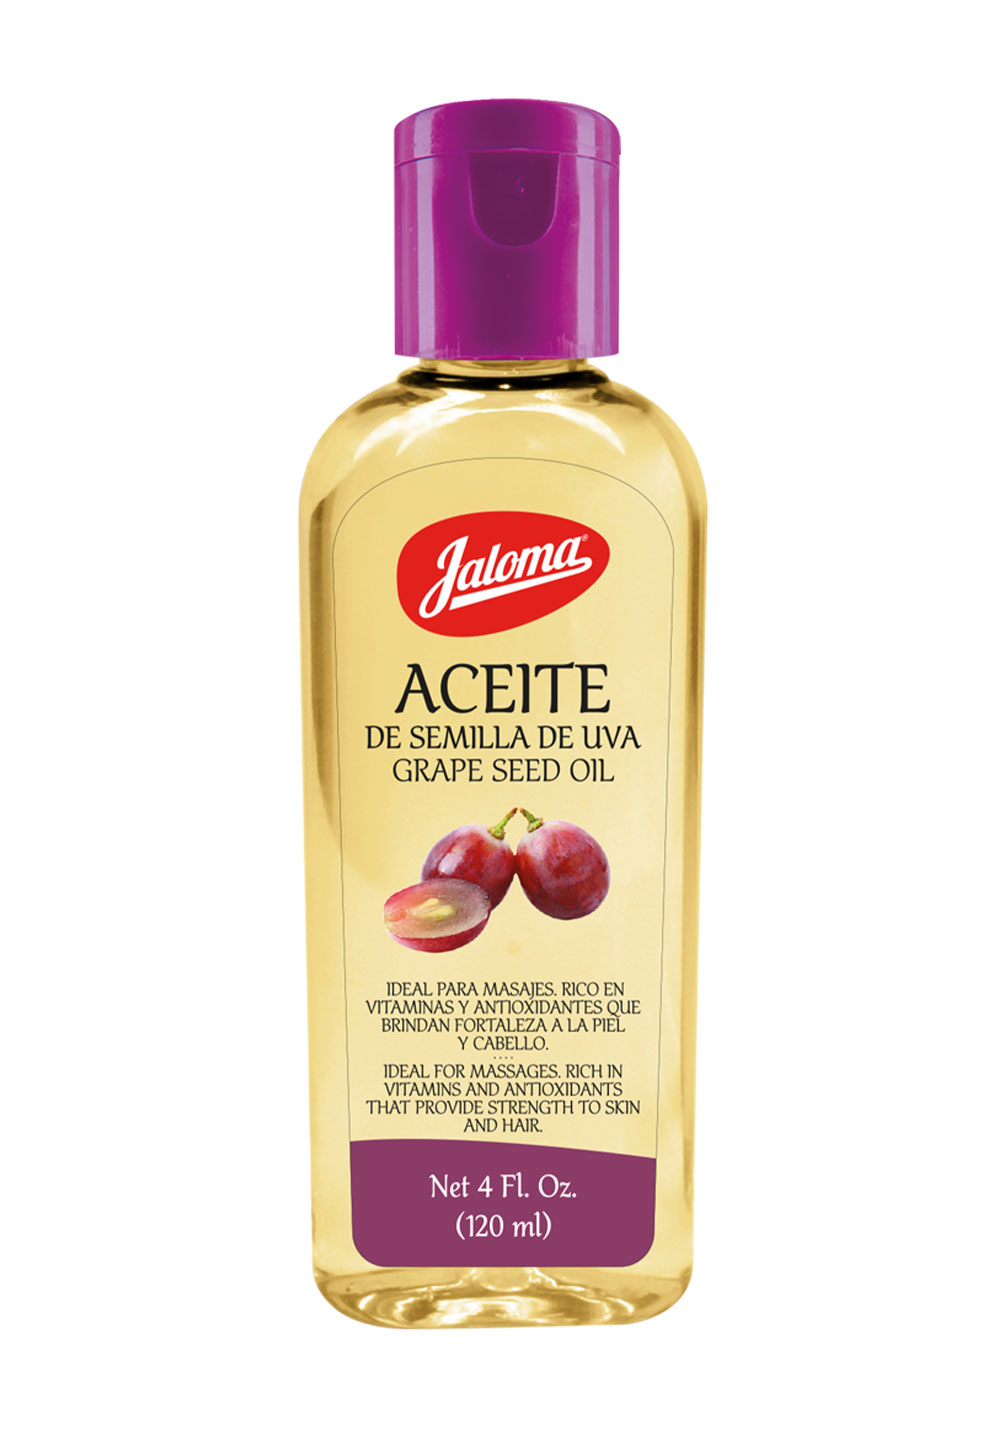 Jaloma®
ACEITE
DE SEMILLA DE UVA
GRAPE SEED OIL
IDEAL PARA MASAJES. RICO EN
VITAMINAS Y ANTIOXIDANTES QUE
BRINDAN FORTALEZA A LA PIEL
Y CABELLO.
....
IDEAL FOR MASSAGES. RICH IN
VITAMINS AND ANTIOXIDANTS
THAT PROVIDE STRENGTH TO SKIN
AND HAIR.
Net 4 Fl. Oz.
(120 ml)